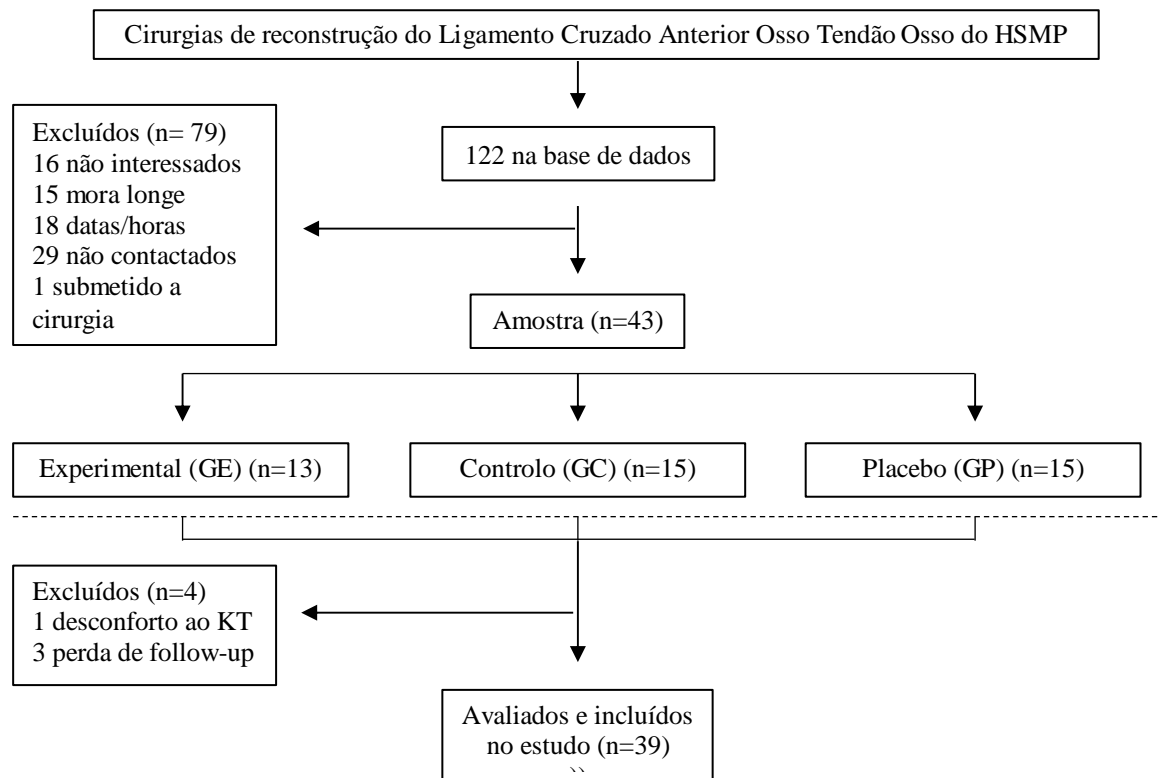 Cirurgias de reconstrução do Ligamento Cruzado Anterior Osso Tendão Osso do HSMP
Excluídos (n= 79)
16 não interessados
15 mora longe
18 datas/horas
29 não contactados
1 submetido a
cirurgia
122 na base de dados
Amostra (n=43)
Experimental (GE) (n=13)
Controlo (GC) (n=15)
Placebo (GP) (n=15)
Excluídos (n=4)
1 desconforto ao KT
3 perda de follow-up
Avaliados e incluídos
no estudo (n=39)